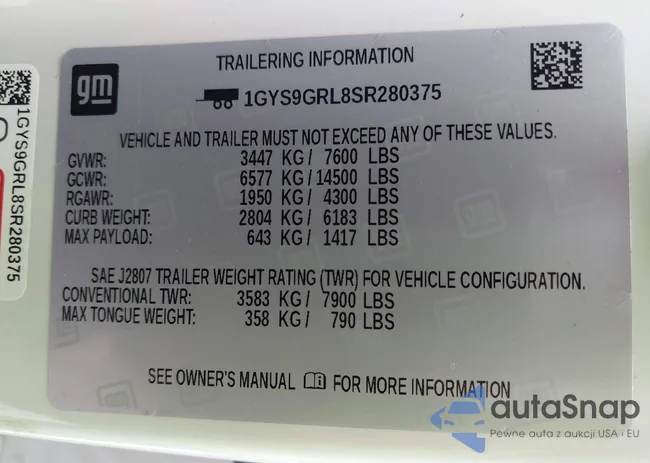 TRAILERING INFORMATION
gm
1GYS9GRL8SR280375
VEHICLE AND TRAILER MUST NOT EXCEED ANY OF THESE VALUES.
GVWR: 3447 KG / 7600 LBS
GCWR: 6577 KG / 14500 LBS
RGAWR: 1950 KG / 4300 LBS
CURB WEIGHT: 2804 KG / 6183 LBS
MAX PAYLOAD: 643 KG / 1417 LBS
SAE J2807 TRAILER WEIGHT RATING (TWR) FOR VEHICLE CONFIGURATION.
CONVENTIONAL TWR: 3583 KG / 7900 LBS
MAX TONGUE WEIGHT: 358 KG / 790 LBS
SEE OWNER'S MANUAL FOR MORE INFORMATION
1GYS9GRL8SR280375
autaSnap
Pewne auta z aukcji USA i EU